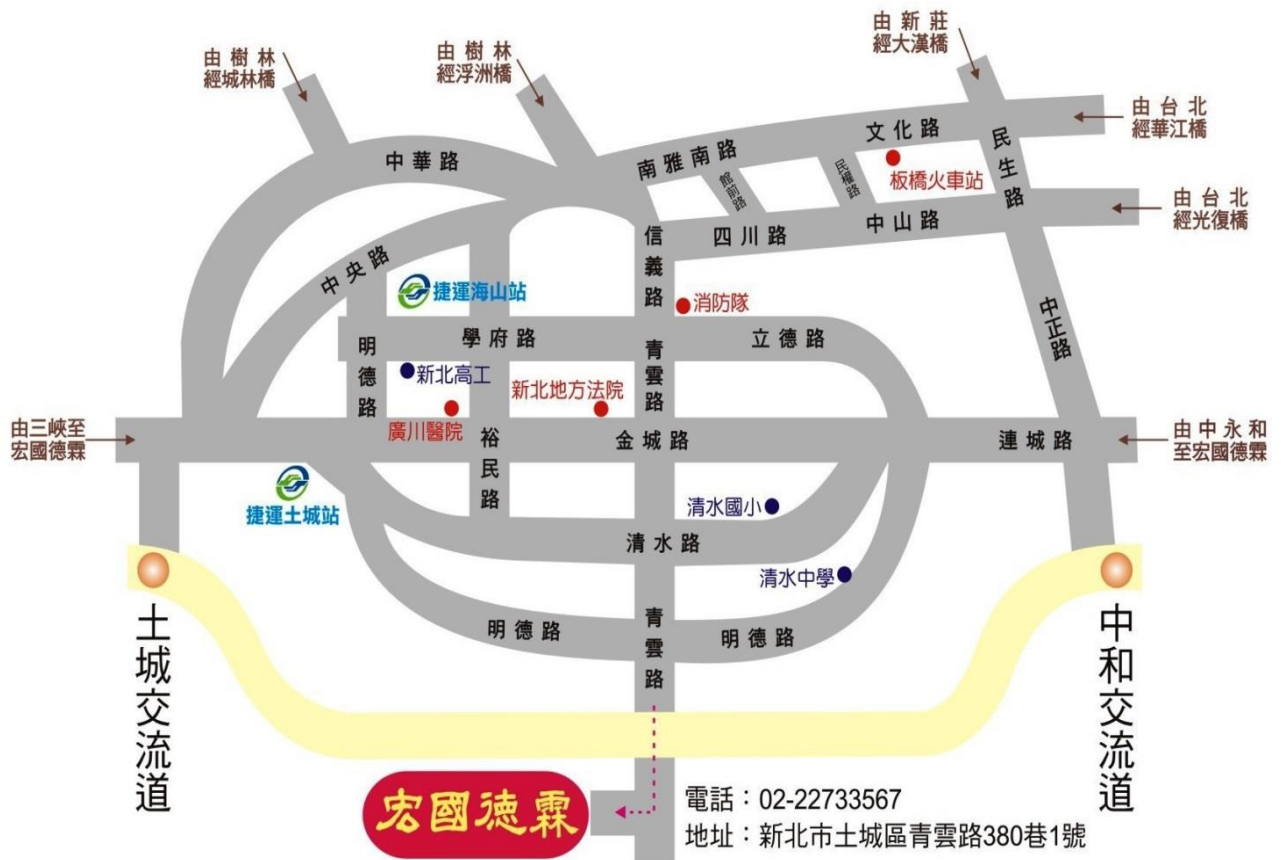 由新莊
經大漢橋
由樹林
經城林橋
由樹林
經浮洲橋
由台北
經華江橋
文化路
民生路
南雅南路
中華路
館前路
民權路
板橋火車站
由台北
經光復橋
中山路
四川路
信義路
中央路
捷運海山站
消防隊
中正路
學府路
立德路
明德路
青雲路
新北高工
新北地方法院
廣川醫院
由三峽至
宏國德霖
裕民路
金城路
連城路
由中永和
至宏國德霖
捷運土城站
清水國小
清水路
清水中學
明德路
青雲路
明德路
土城交流道
中和交流道
宏國德霖
電話：02-22733567
地址：新北市土城區青雲路380巷1號